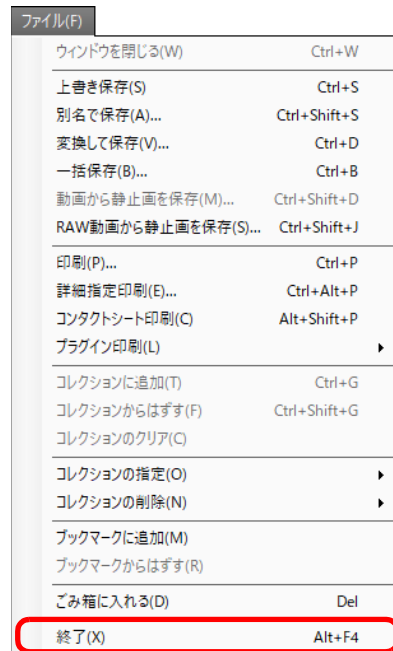 ファイル(F)
ウィンドウを閉じる(W) Ctrl+W
上書き保存(S) Ctrl+S
別名で保存(A)... Ctrl+Shift+S
変換して保存(V)... Ctrl+D
一括保存(B)... Ctrl+B
動画から静止画を保存(M)... Ctrl+Shift+D
RAW動画から静止画を保存(S)... Ctrl+Shift+J
印刷(P)... Ctrl+P
詳細指定印刷(E)... Ctrl+Alt+P
コンタクトシート印刷(C) Alt+Shift+P
プラグイン印刷(L)
コレクションに追加(T) Ctrl+G
コレクションからはずす(F) Ctrl+Shift+G
コレクションのクリア(C)
コレクションの指定(O)
コレクションの削除(N)
ブックマークに追加(M)
ブックマークからはずす(R)
ごみ箱に入れる(D) Del
終了(X) Alt+F4